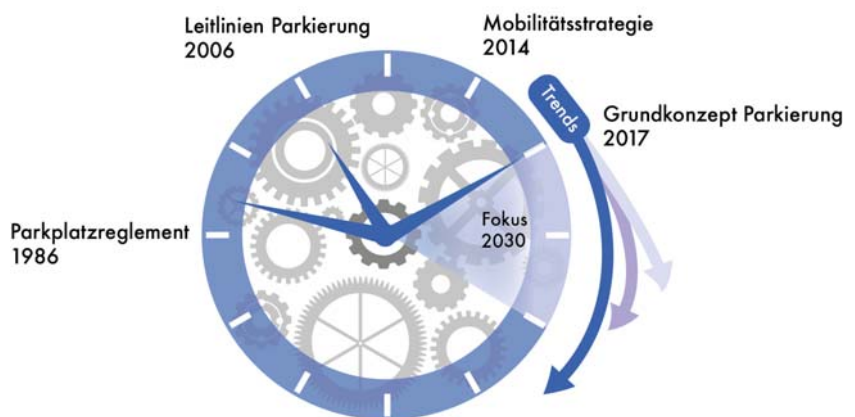 Leitlinien Parkierung
2006
Mobilitätsstrategie
2014
Trends
Grundkonzept Parkierung
2017
Parkplatzreglement
1986
Fokus
2030